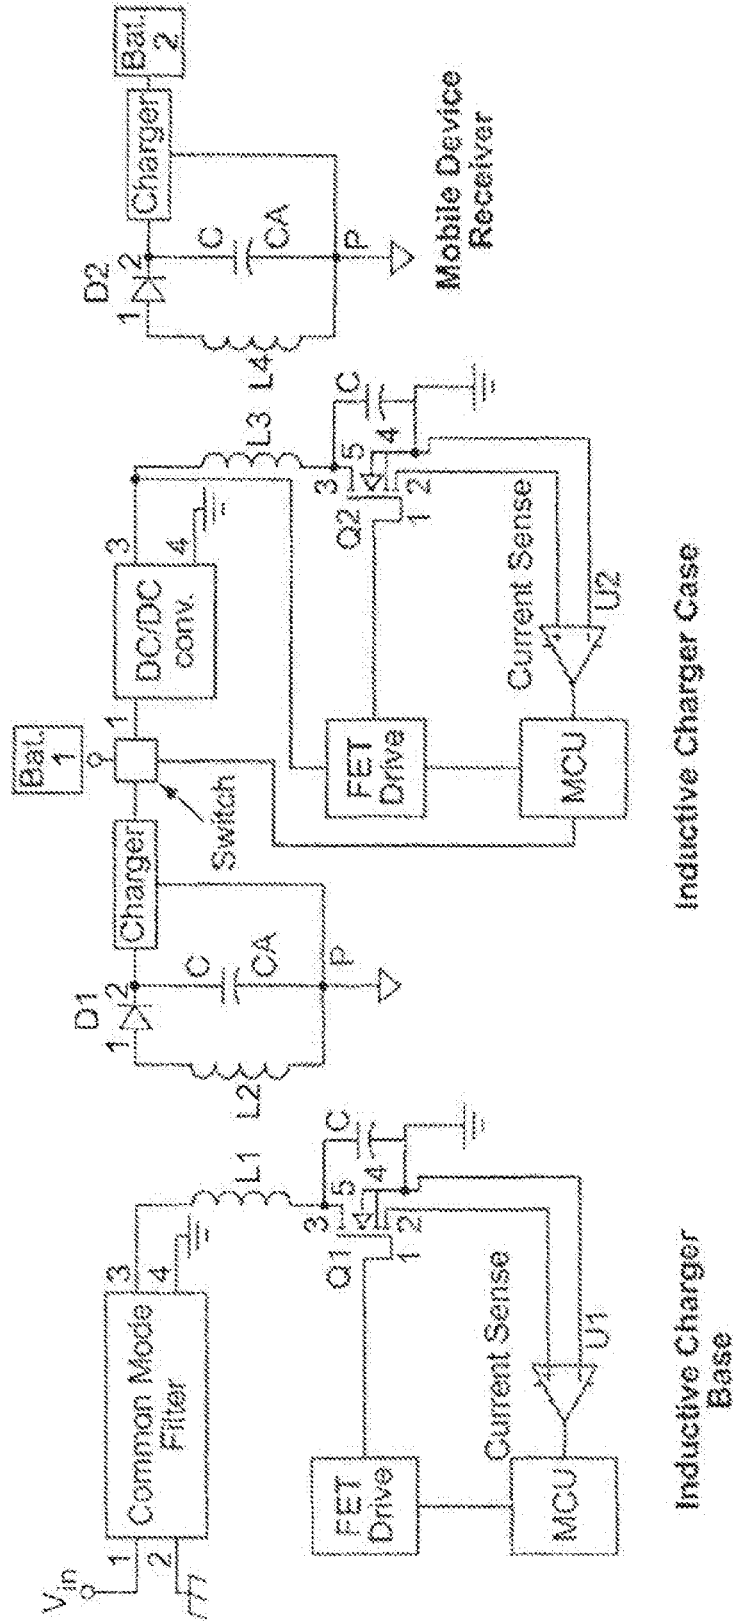 Vin
1
2
Common Mode
Filter
3
4
L1
Q1
3
5
4
1
2
C
FET
Drive
MCU
Current Sense
U1
Inductive Charger
Base
L2
D1
1
2
C
CA
P
Charger
Switch
Bat.
1
1
DC/DC
conv.
3
4
L3
Q2
3
5
4
1
2
C
FET
Drive
MCU
Current Sense
U2
Inductive Charger Case
L4
D2
1
2
C
CA
P
Charger
Bat.
2
Mobile Device
Receiver